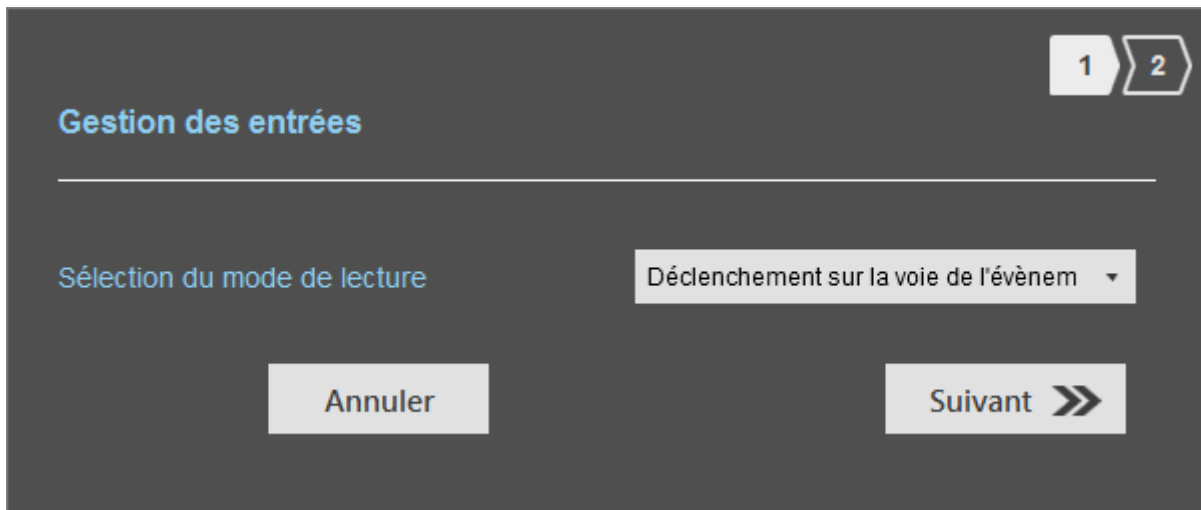 1 2
Gestion des entrées
Sélection du mode de lecture Déclenchement sur la voie de l'évènem
Annuler Suivant